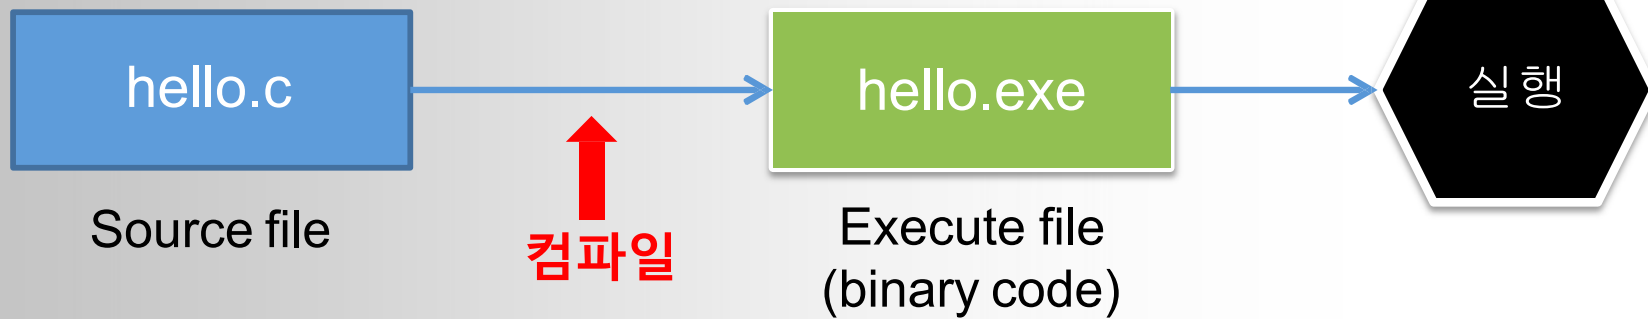 hello.c
hello.exe
실행
Source file
컴파일
Execute file
(binary code)